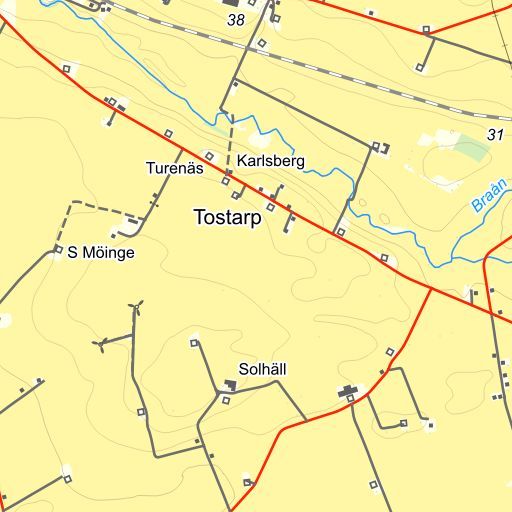 38
31
Karlsberg
Turenäs
Braån
Tostarp
S Möinge
Solhäll